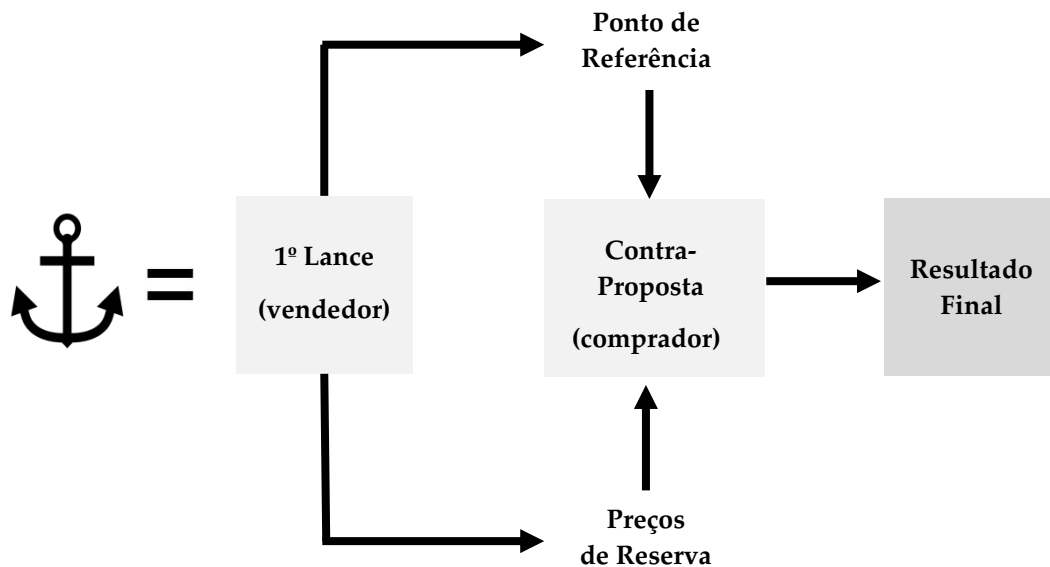 Ponto de
Referência
1º Lance
(vendedor)
Contra-
Proposta
(comprador)
Resultado
Final
Preços
de Reserva